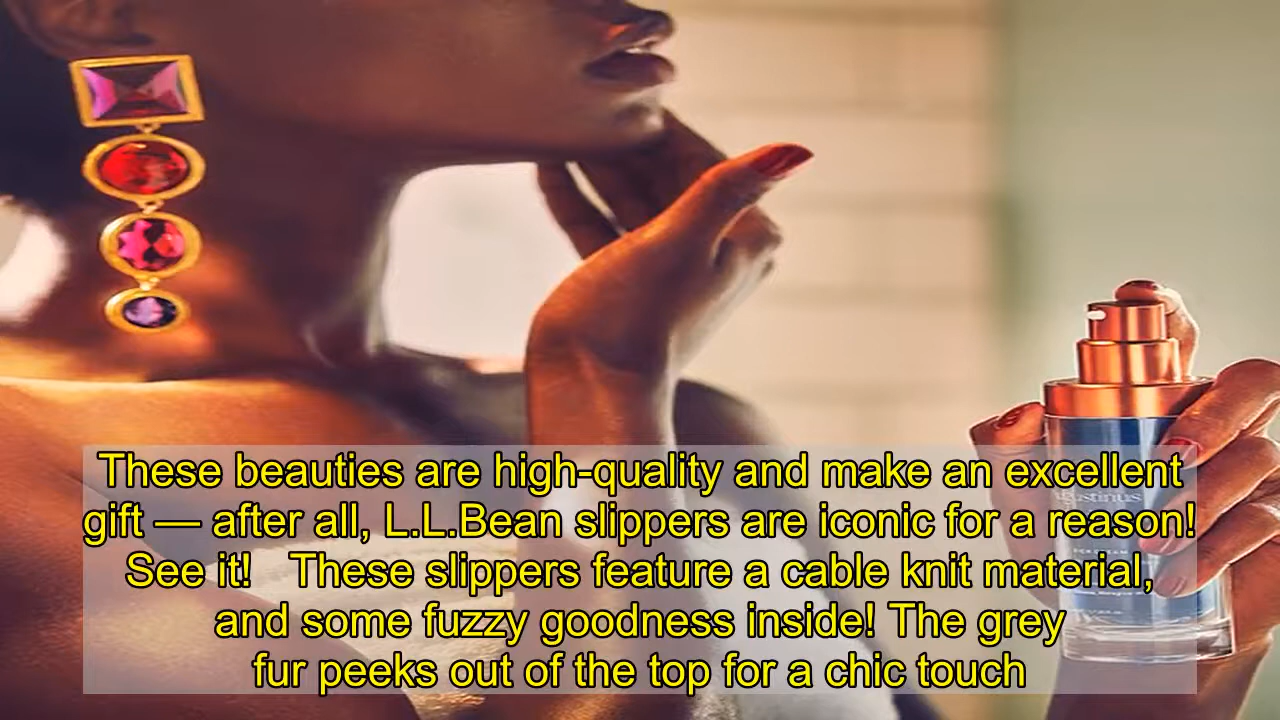 These beauties are high-quality and make an excellent
gift — after all, L.L.Bean slippers are iconic for a reason!
See it!   These slippers feature a cable knit material,
and some fuzzy goodness inside! The grey
fur peeks out of the top for a chic touch